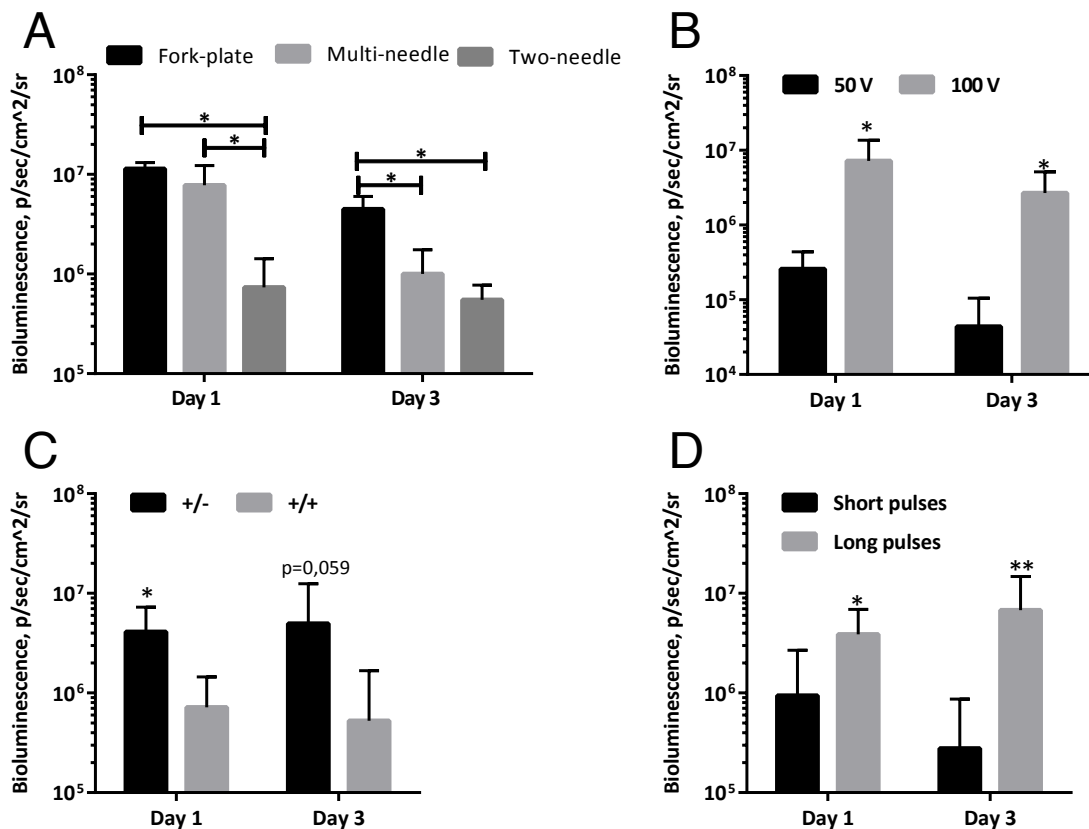 A
Fork-plate Multi-needle Two-needle
Bioluminescence, p/sec/cm^2/sr
10^8
10^7
10^6
10^5
* * * *
Day 1 Day 3
B
50 V 100 V
Bioluminescence, p/sec/cm^2/sr
10^8
10^7
10^6
10^5
10^4
* *
Day 1 Day 3
C
+/- +/+
Bioluminescence, p/sec/cm^2/sr
10^8
10^7
10^6
10^5
* p=0,059
Day 1 Day 3
D
Short pulses
Long pulses
Bioluminescence, p/sec/cm^2/sr
10^8
10^7
10^6
10^5
* **
Day 1 Day 3